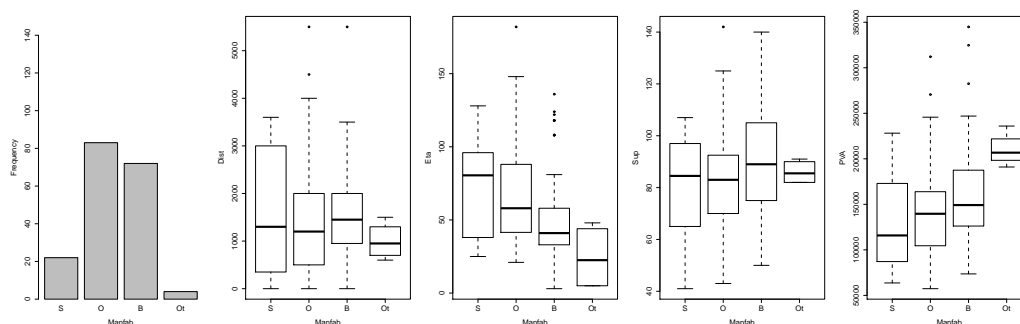 Frequency
0
20
40
60
80
100
120
140
S O B Ot
Manfab
Dist
0
1000
2000
3000
4000
5000
S O B Ot
Manfab
Eta
0
50
100
150
S O B Ot
Manfab
Sup
40
60
80
100
120
140
S O B Ot
Manfab
PVA
50000
100000
150000
200000
250000
300000
350000
S O B Ot
Manfab